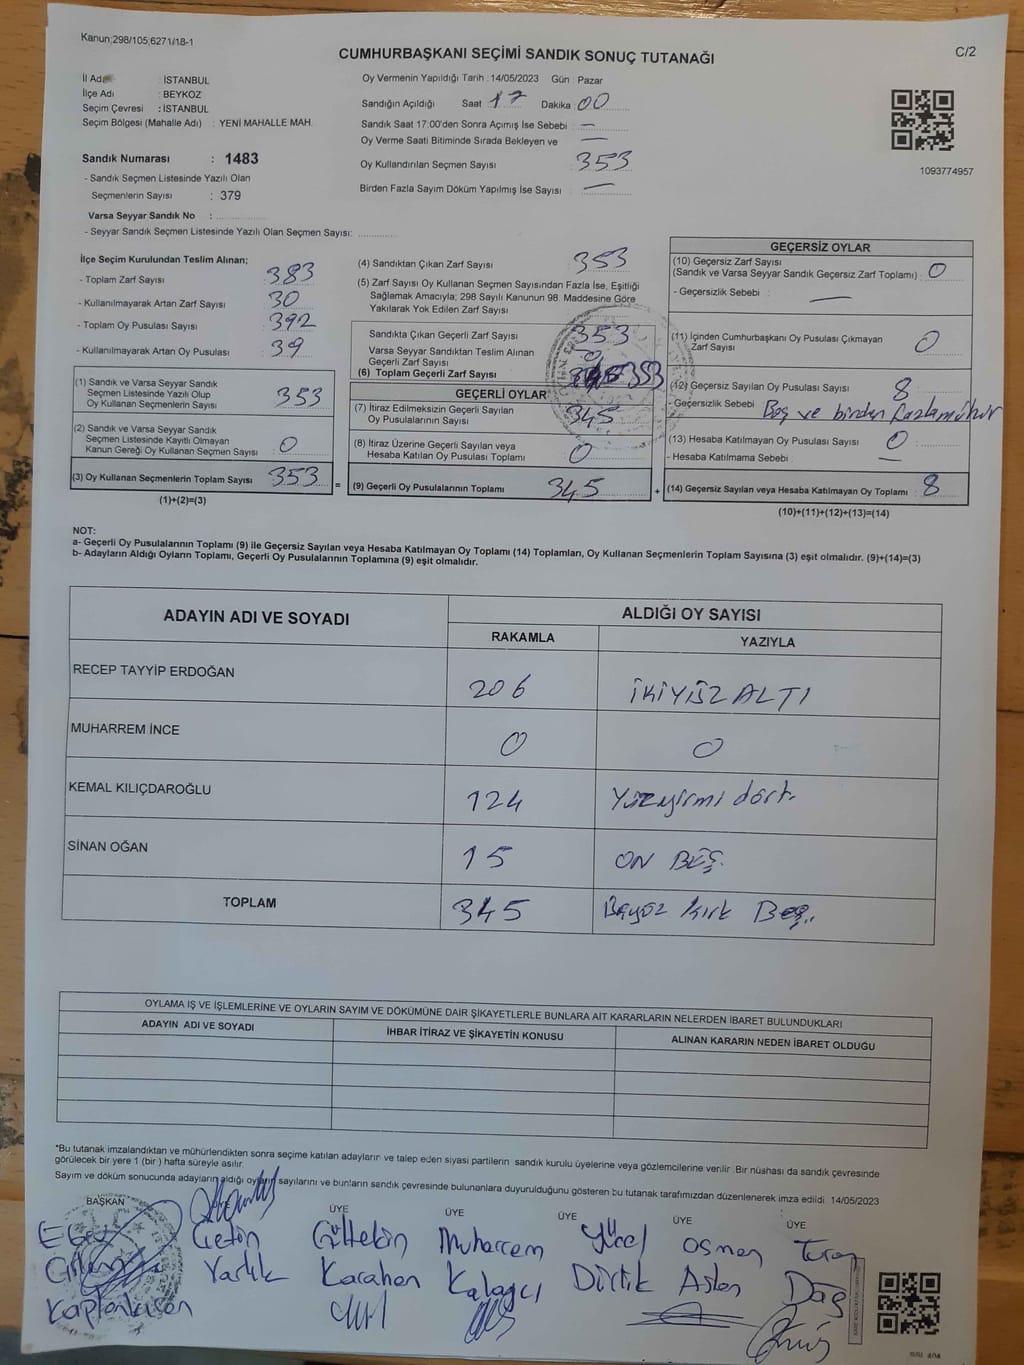 Kanun;298/105;6271/18-1
C/2
CUMHURBAŞKANI SEÇİMİ SANDIK SONUÇ TUTANAĞI
İl Adı : İSTANBUL
İlçe Adı : BEYKOZ
Seçim Çevresi : İSTANBUL
Seçim Bölgesi (Mahalle Adı) : YENİ MAHALLE MAH.
Sandık Numarası : 1483
- Sandık Seçmen Listesinde Yazılı Olan
Seçmenlerin Sayısı : 379
Varsa Seyyar Sandık No :
- Seyyar Sandık Seçmen Listesinde Yazılı Olan Seçmen Sayısı:
Oy Vermenin Yapıldığı Tarih : 14/05/2023 Gün : Pazar
Sandığın Açıldığı Saat 17 Dakika 00
Sandık Saat 17:00'den Sonra Açımış İse Sebebi : —
Oy Verme Saati Bitiminde Sırada Bekleyen ve —
Oy Kullandırılan Seçmen Sayısı 353
Birden Fazla Sayım Döküm Yapılmış İse Sayısı —
1093774957
İlçe Seçim Kurulundan Teslim Alınan;
- Toplam Zarf Sayısı : 383
- Kullanılmayarak Artan Zarf Sayısı : 30
- Toplam Oy Pusulası Sayısı : 392
- Kullanılmayarak Artan Oy Pusulası : 39
(1) Sandık ve Varsa Seyyar Sandık
Seçmen Listesinde Yazılı Olup
Oy Kullanan Seçmenlerin Sayısı : 353
(2) Sandık ve Varsa Seyyar Sandık
Seçmen Listesinde Kayıtlı Olmayan
Kanun Gereği Oy Kullanan Seçmen Sayısı : 0
(3) Oy Kullanan Seçmenlerin Toplam Sayısı : 353
(1)+(2)=(3)
=
(4) Sandıktan Çıkan Zarf Sayısı 353
(5) Zarf Sayısı Oy Kullanan Seçmen Sayısından Fazla İse, Eşitliği
Sağlamak Amacıyla; 298 Sayılı Kanunun 98. Maddesine Göre
Yakılarak Yok Edilen Zarf Sayısı
Sandıkta Çıkan Geçerli Zarf Sayısı 353
Varsa Seyyar Sandıktan Teslim Alınan
Geçerli Zarf Sayısı 0
(6) Toplam Geçerli Zarf Sayısı 353
GEÇERLİ OYLAR
(7) İtiraz Edilmeksizin Geçerli Sayılan
Oy Pusulalarının Sayısı : 345
(8) İtiraz Üzerine Geçerli Sayılan veya
Hesaba Katılan Oy Pusulası Toplamı : 0
(9) Geçerli Oy Pusulalarının Toplamı 345
+
GEÇERSİZ OYLAR
(10) Geçersiz Zarf Sayısı
(Sandık ve Varsa Seyyar Sandık Geçersiz Zarf Toplamı) : 0
- Geçersizlik Sebebi : —
(11) İçinden Cumhurbaşkanı Oy Pusulası Çıkmayan
Zarf Sayısı 0
(12) Geçersiz Sayılan Oy Pusulası Sayısı 8
- Geçersizlik Sebebi Boş ve birden fazla mühür
(13) Hesaba Katılmayan Oy Pusulası Sayısı 0
- Hesaba Katılmama Sebebi : —
(14) Geçersiz Sayılan veya Hesaba Katılmayan Oy Toplamı : 8
(10)+(11)+(12)+(13)=(14)
NOT:
a- Geçerli Oy Pusulalarının Toplamı (9) ile Geçersiz Sayılan veya Hesaba Katılmayan Oy Toplamı (14) Toplamları, Oy Kullanan Seçmenlerin Toplam Sayısına (3) eşit olmalıdır. (9)+(14)=(3)
b- Adayların Aldığı Oyların Toplamı, Geçerli Oy Pusulalarının Toplamına (9) eşit olmalıdır.
ADAYIN ADI VE SOYADI
ALDIĞI OY SAYISI
RAKAMLA YAZIYLA
RECEP TAYYİP ERDOĞAN 206 İKİYÜZ ALTI
MUHARREM İNCE 0 0
KEMAL KILIÇDAROĞLU 124 Yüzyirmi dört
SİNAN OĞAN 15 ON BEŞ.
TOPLAM 345 kırk Beş.
OYLAMA İŞ VE İŞLEMLERİNE VE OYLARIN SAYIM VE DÖKÜMÜNE DAİR ŞİKAYETLERLE BUNLARA AİT KARARLARIN NELERDEN İBARET BULUNDUKLARI
ADAYIN ADI VE SOYADI İHBAR İTİRAZ VE ŞİKAYETİN KONUSU ALINAN KARARIN NEDEN İBARET OLDUĞU
*Bu tutanak imzalandıktan ve mühürlendikten sonra seçime katılan adayların ve talep eden siyasi partilerin sandık kurulu üyelerine veya gözlemcilerine verilir .Bir nüshası da sandık çevresinde
görülecek bir yere 1 (bir ) hafta süreyle asılır.
Sayım ve döküm sonucunda adayların aldığı oyların sayılarını ve bunların sandık çevresinde bulunanlara duyurulduğunu gösteren bu tutanak tarafımızdan düzenlenerek imza edildi. 14/05/2023
BAŞKAN ÜYE ÜYE ÜYE ÜYE ÜYE
Çetin Gültekin Muharrem Yücel Osman Turan
Varlık Karahan Kalaycı Dirlik Aslan Dağ